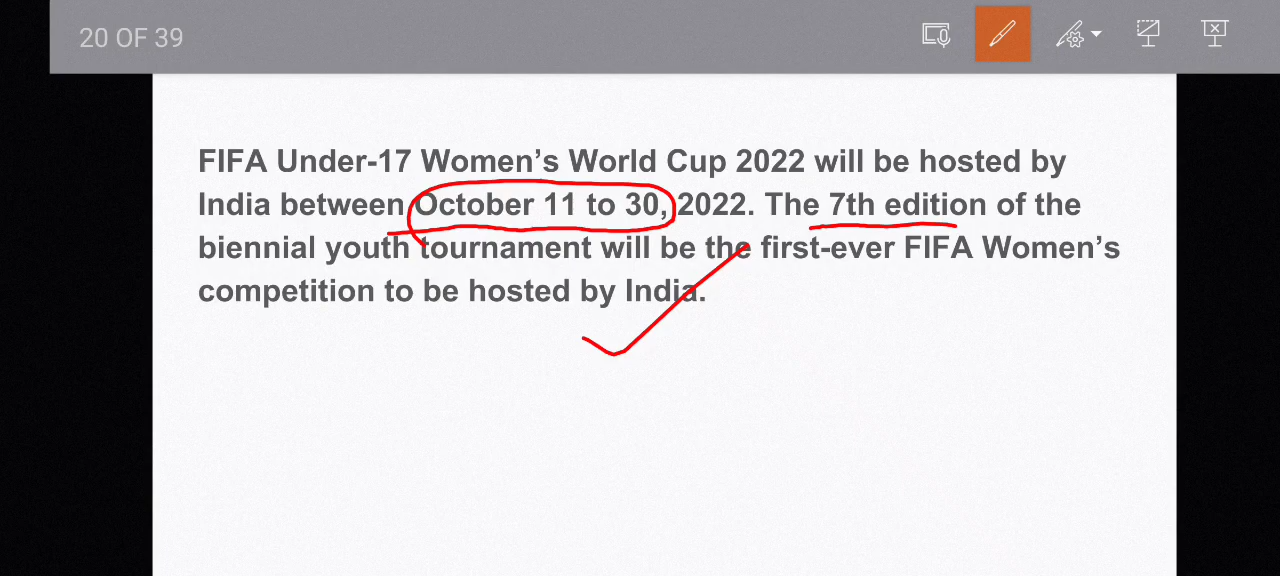 20 OF 39
FIFA Under-17 Women’s World Cup 2022 will be hosted by
India between October 11 to 30, 2022. The 7th edition of the
biennial youth tournament will be the first-ever FIFA Women’s
competition to be hosted by India.